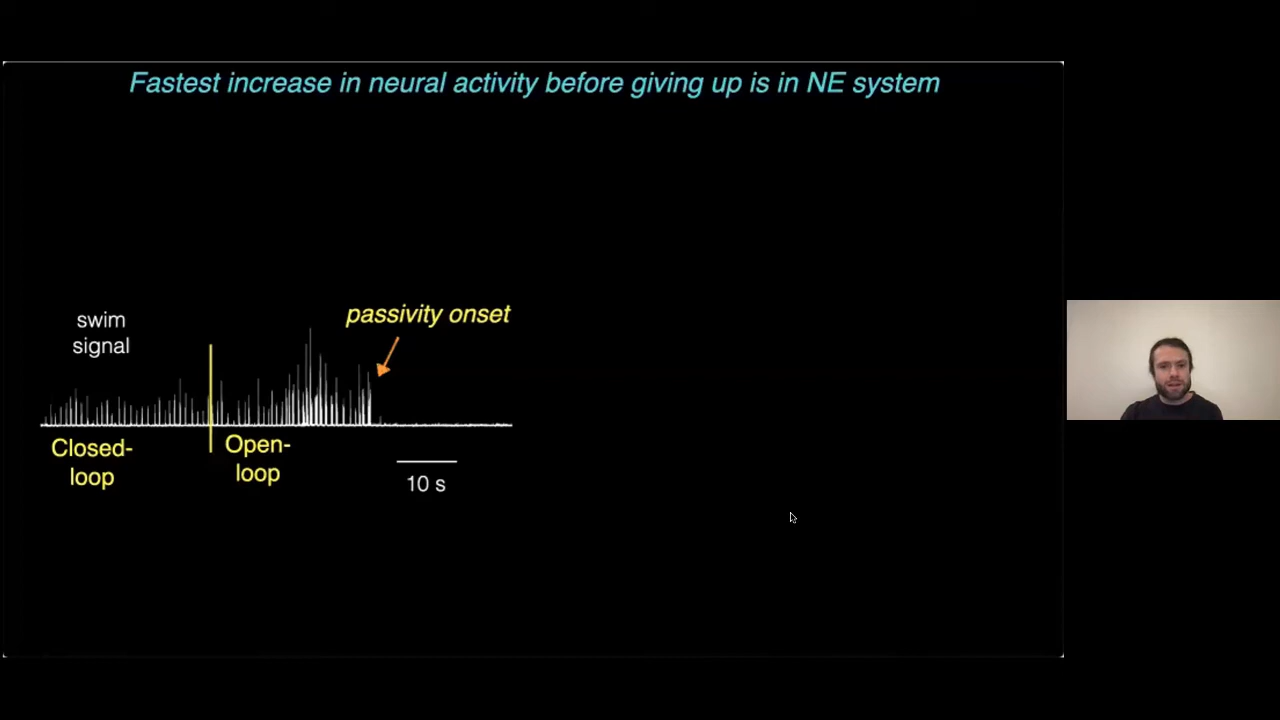 Fastest increase in neural activity before giving up is in NE system
passivity onset
swim
signal
Closed-
loop
Open-
loop
10 s